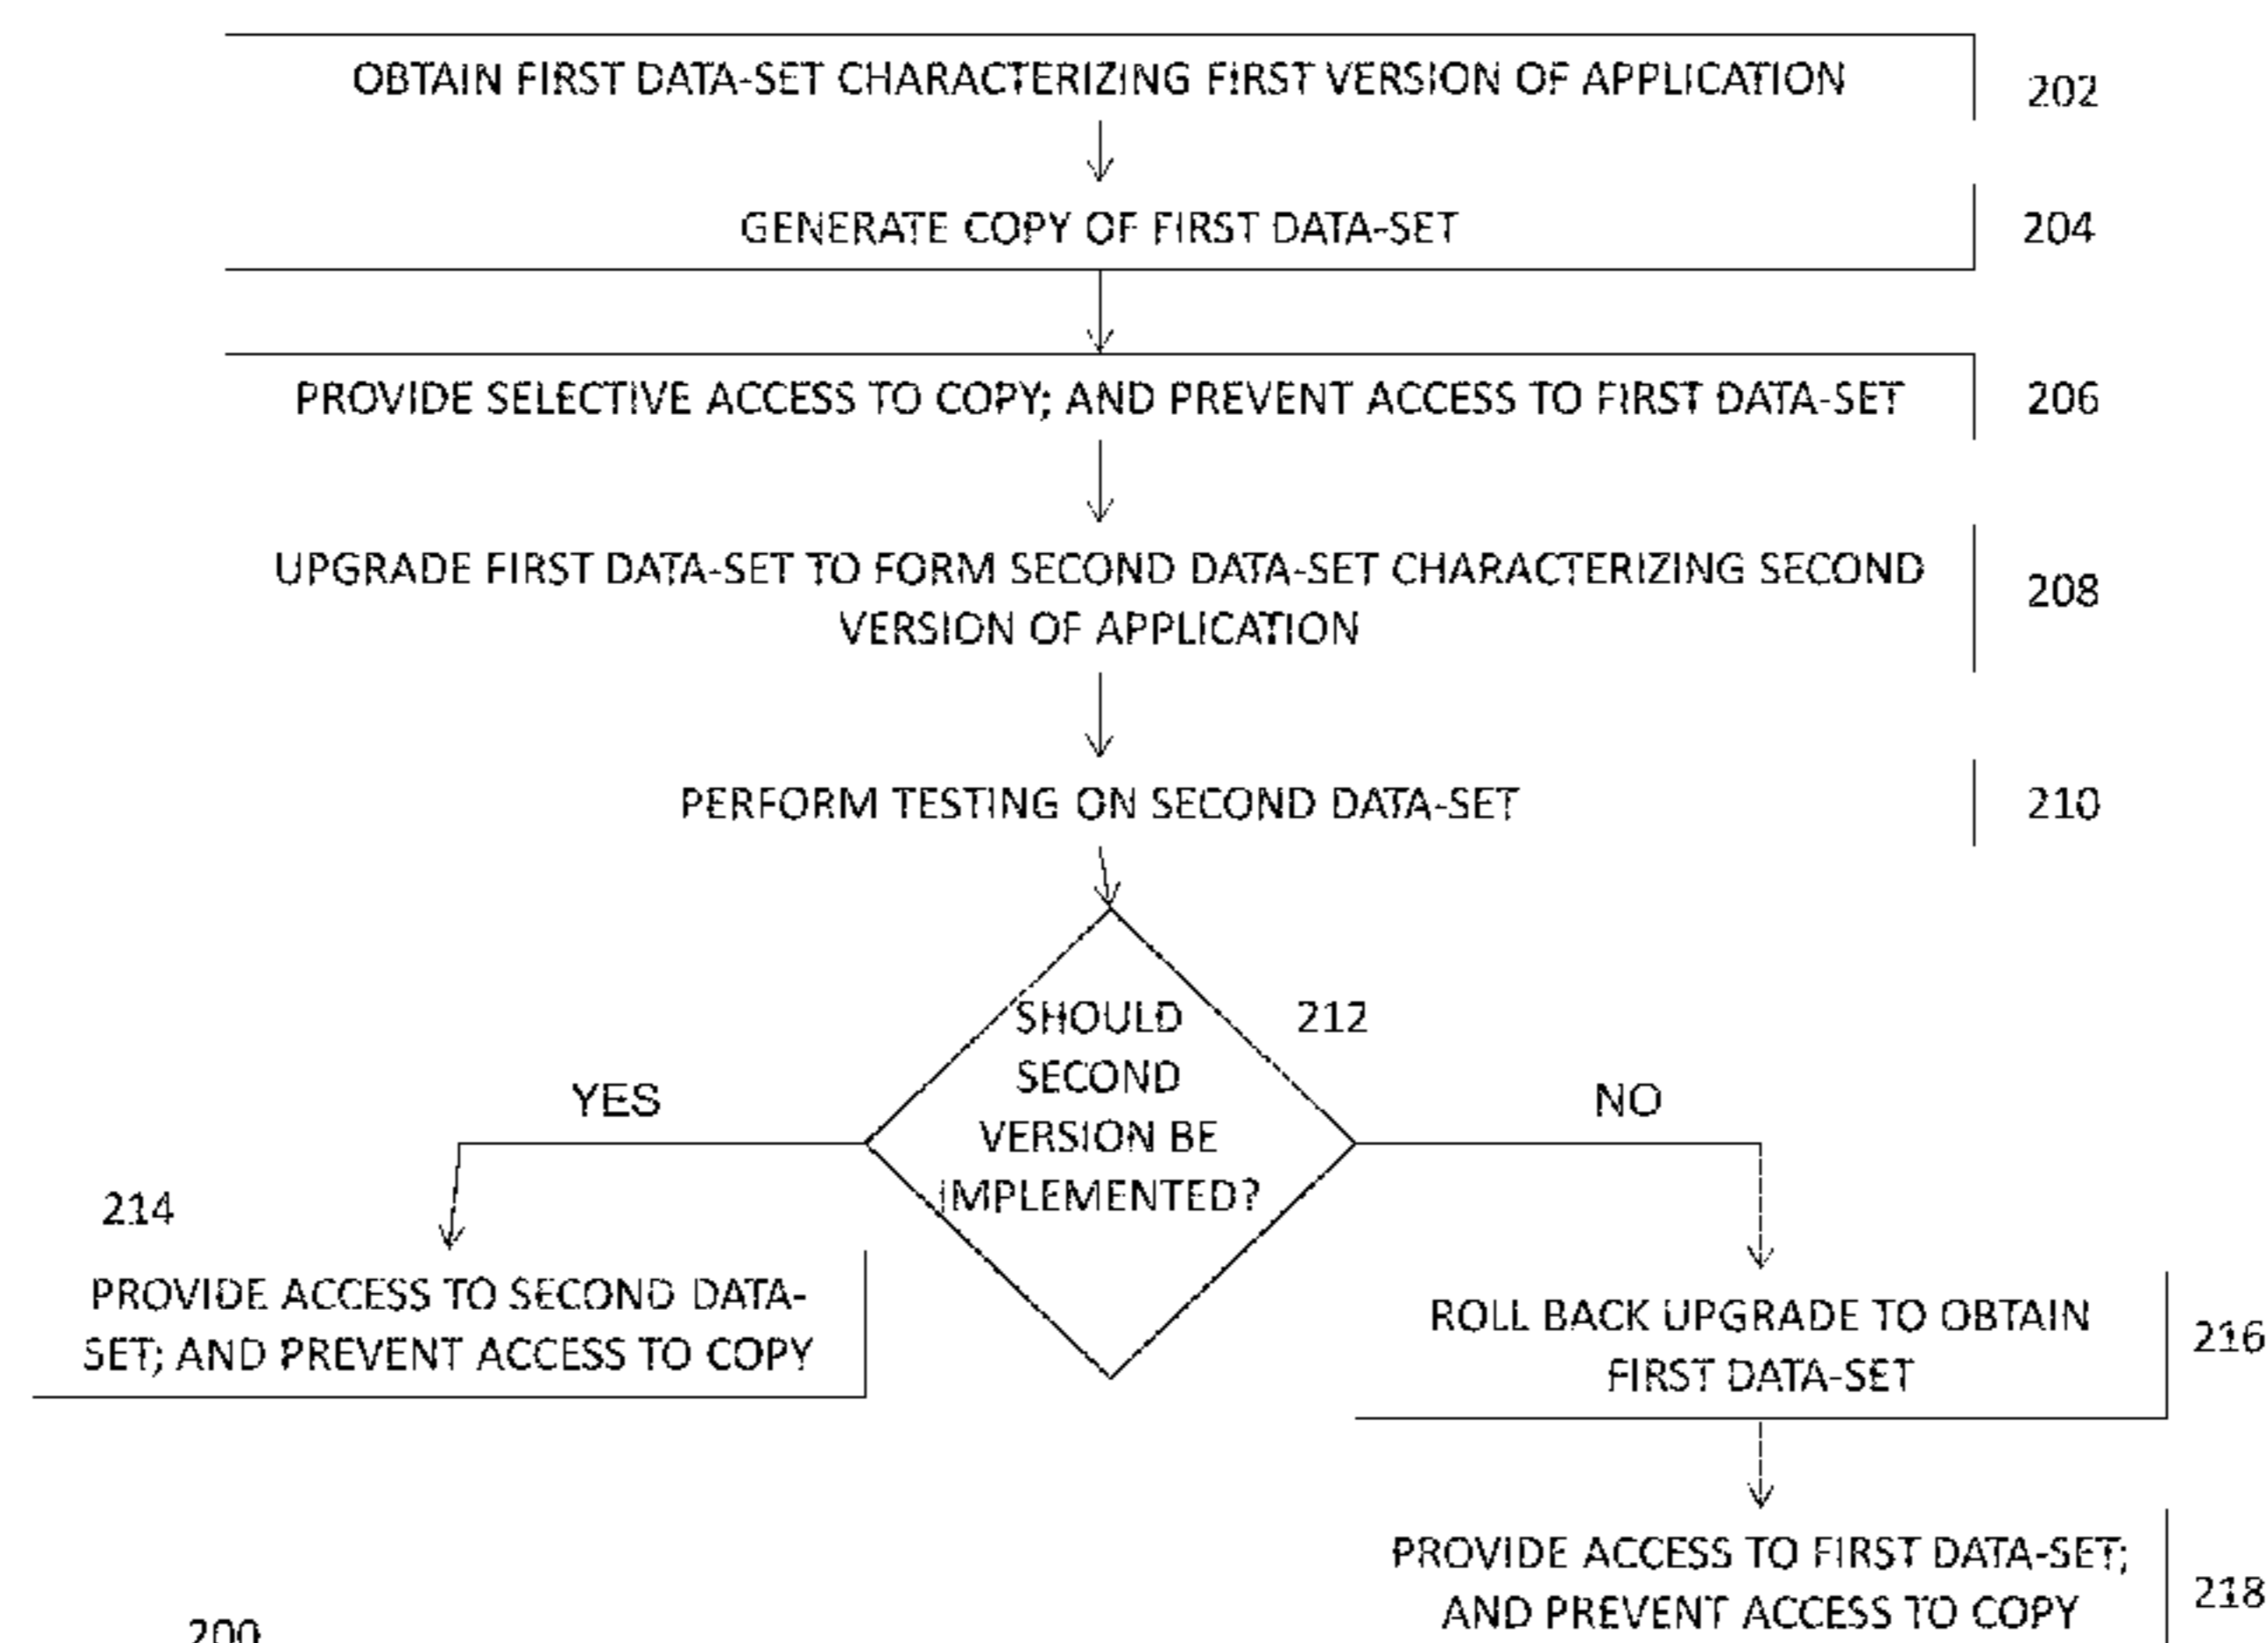 OBTAIN FIRST DATA-SET CHARACTERIZING FIRST VERSION OF APPLICATION
202
GENERATE COPY OF FIRST DATA-SET
204
PROVIDE SELECTIVE ACCESS TO COPY; AND PREVENT ACCESS TO FIRST DATA-SET
206
UPGRADE FIRST DATA-SET TO FORM SECOND DATA-SET CHARACTERIZING SECOND
VERSION OF APPLICATION
208
PERFORM TESTING ON SECOND DATA-SET
210
SHOULD
SECOND
VERSION BE
IMPLEMENTED?
212
YES
NO
214
PROVIDE ACCESS TO SECOND DATA-
SET; AND PREVENT ACCESS TO COPY
ROLL BACK UPGRADE TO OBTAIN
FIRST DATA-SET
216
PROVIDE ACCESS TO FIRST DATA-SET;
AND PREVENT ACCESS TO COPY
218
200